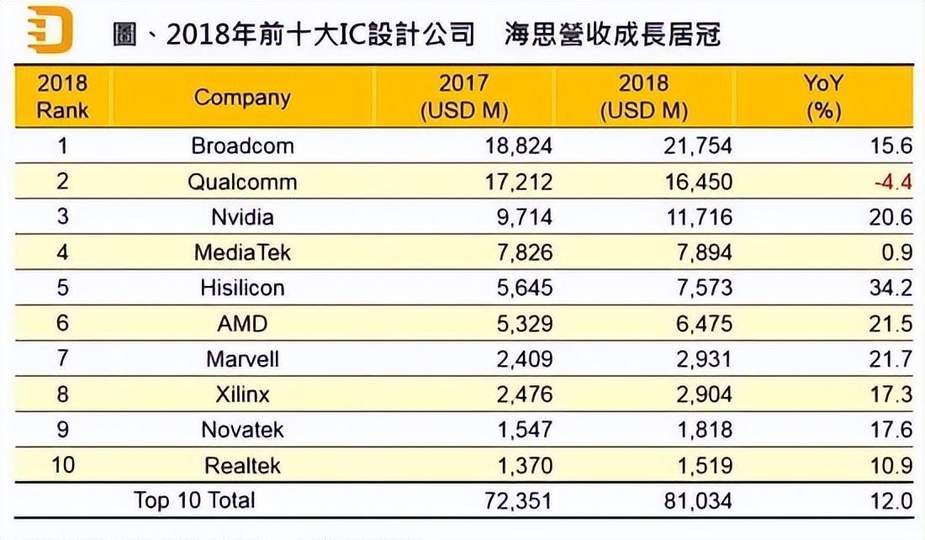 圖、2018年前十大IC設計公司 海思營收成長居冠
2018 Rank Company 2017 (USD M) 2018 (USD M) YoY (%)
1 Broadcom 18,824 21,754 15.6
2 Qualcomm 17,212 16,450 -4.4
3 Nvidia 9,714 11,716 20.6
4 MediaTek 7,826 7,894 0.9
5 Hisilicon 5,645 7,573 34.2
6 AMD 5,329 6,475 21.5
7 Marvell 2,409 2,931 21.7
8 Xilinx 2,476 2,904 17.3
9 Novatek 1,547 1,818 17.6
10 Realtek 1,370 1,519 10.9
Top 10 Total 72,351 81,034 12.0